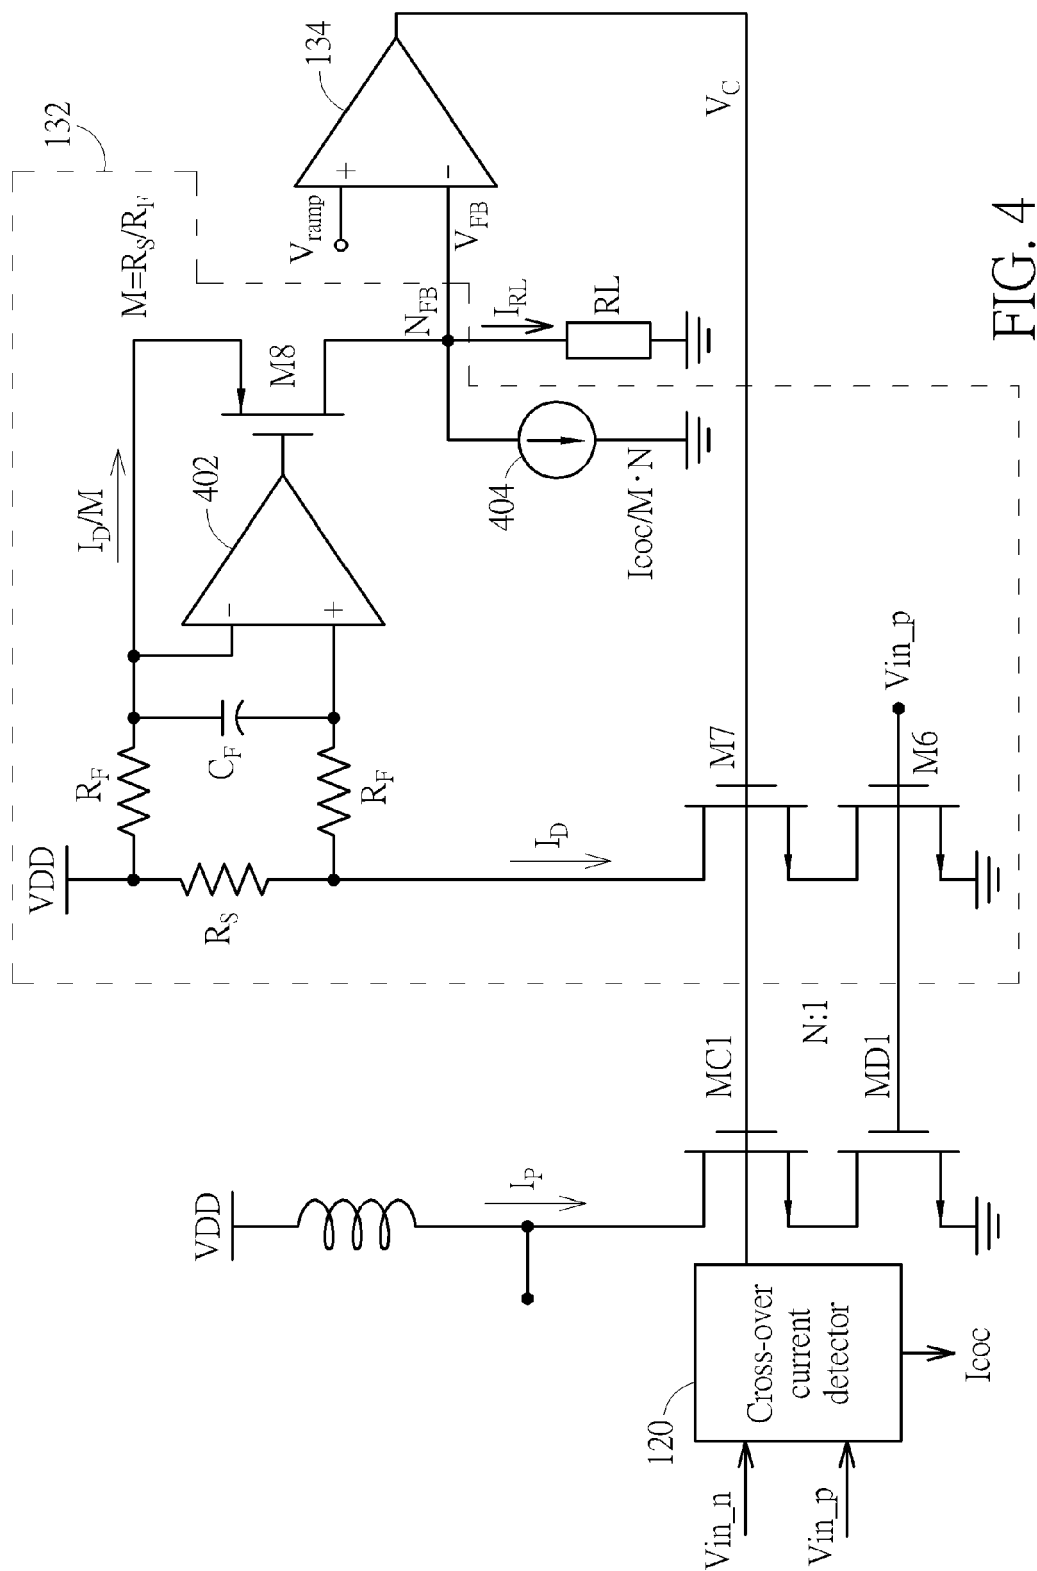 132
M=R_S/R_F
I_D/M
VDD
R_F
R_S
C_F
R_F
-
+
402
M8
V_ramp
+
-
134
V_FB
N_FB
I_RL
RL
404
Icoc/M·N
V_C
I_D
M7
M6
Vin_p
VDD
I_P
MC1
N:1
MD1
120
Cross-over
current
detector
Vin_n
Vin_p
Icoc
FIG. 4